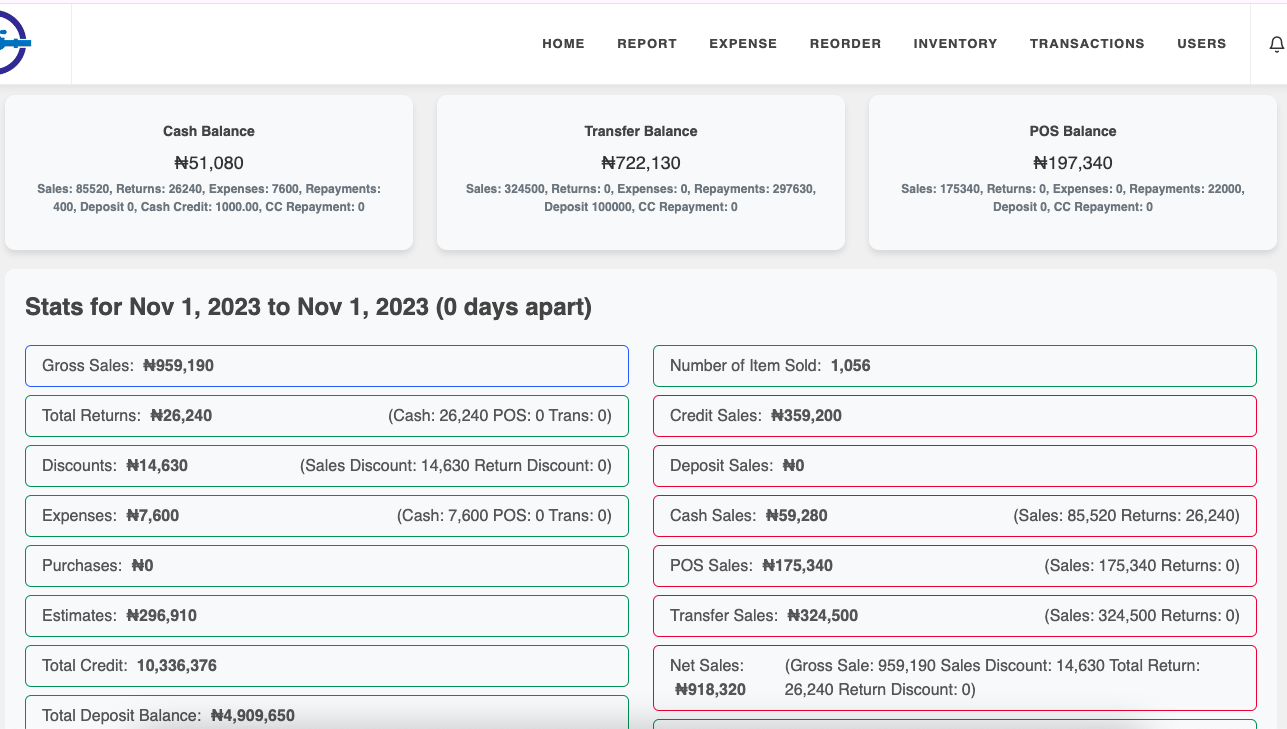 HOME REPORT EXPENSE REORDER INVENTORY TRANSACTIONS USERS
Cash Balance
₦51,080
Sales: 85520, Returns: 26240, Expenses: 7600, Repayments:
400, Deposit 0, Cash Credit: 1000.00, CC Repayment: 0
Transfer Balance
₦722,130
Sales: 324500, Returns: 0, Expenses: 0, Repayments: 297630,
Deposit 100000, CC Repayment: 0
POS Balance
₦197,340
Sales: 175340, Returns: 0, Expenses: 0, Repayments: 22000,
Deposit 0, CC Repayment: 0
Stats for Nov 1, 2023 to Nov 1, 2023 (0 days apart)
Gross Sales: ₦959,190
Total Returns: ₦26,240 (Cash: 26,240 POS: 0 Trans: 0)
Discounts: ₦14,630 (Sales Discount: 14,630 Return Discount: 0)
Expenses: ₦7,600 (Cash: 7,600 POS: 0 Trans: 0)
Purchases: ₦0
Estimates: ₦296,910
Total Credit: 10,336,376
Total Deposit Balance: ₦4,909,650
Number of Item Sold: 1,056
Credit Sales: ₦359,200
Deposit Sales: ₦0
Cash Sales: ₦59,280 (Sales: 85,520 Returns: 26,240)
POS Sales: ₦175,340 (Sales: 175,340 Returns: 0)
Transfer Sales: ₦324,500 (Sales: 324,500 Returns: 0)
Net Sales: (Gross Sale: 959,190 Sales Discount: 14,630 Total Return:
₦918,320 26,240 Return Discount: 0)